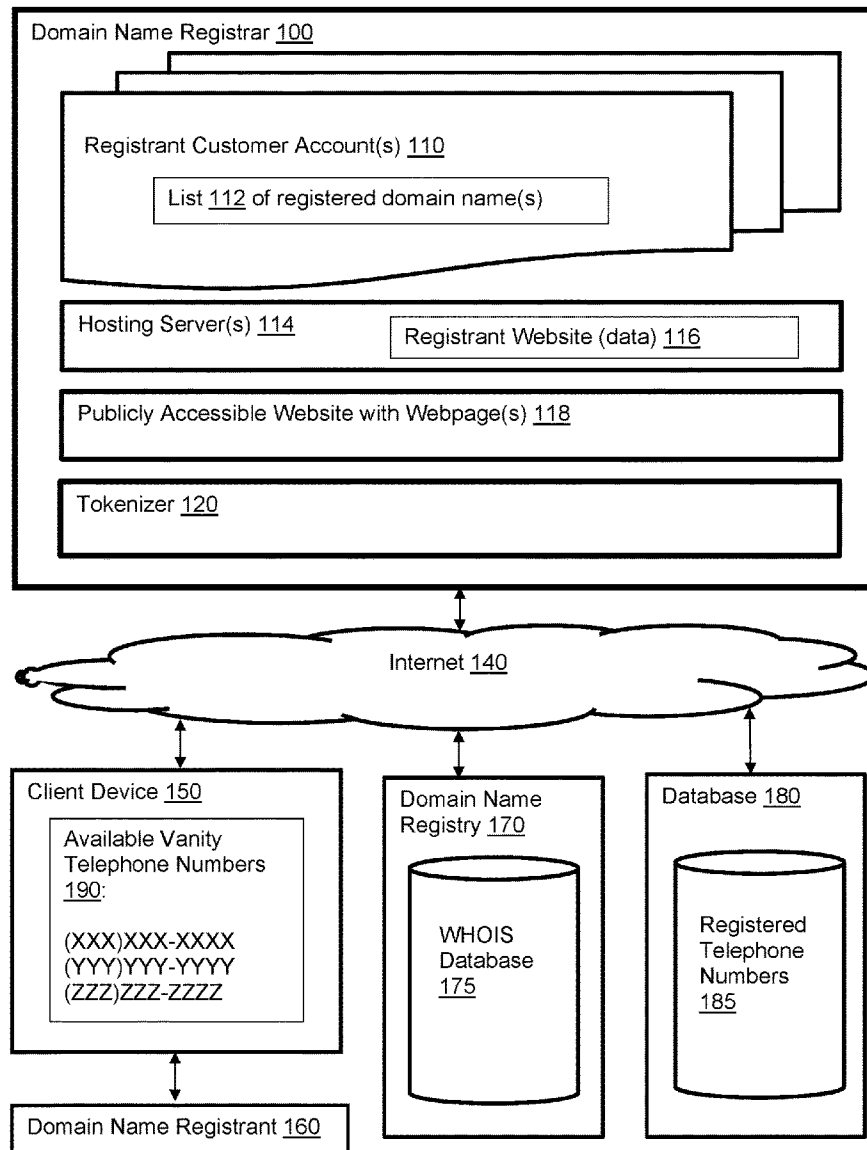 Domain Name Registrar 100
Registrant Customer Account(s) 110
List 112 of registered domain name(s)
Hosting Server(s) 114
Registrant Website (data) 116
Publicly Accessible Website with Webpage(s) 118
Tokenizer 120
Internet 140
Client Device 150
Available Vanity
Telephone Numbers
190:
(XXX)XXX-XXXX
(YYY)YYY-YYYY
(ZZZ)ZZZ-ZZZZ
Domain Name
Registry 170
WHOIS
Database
175
Database 180
Registered
Telephone
Numbers
185
Domain Name Registrant 160